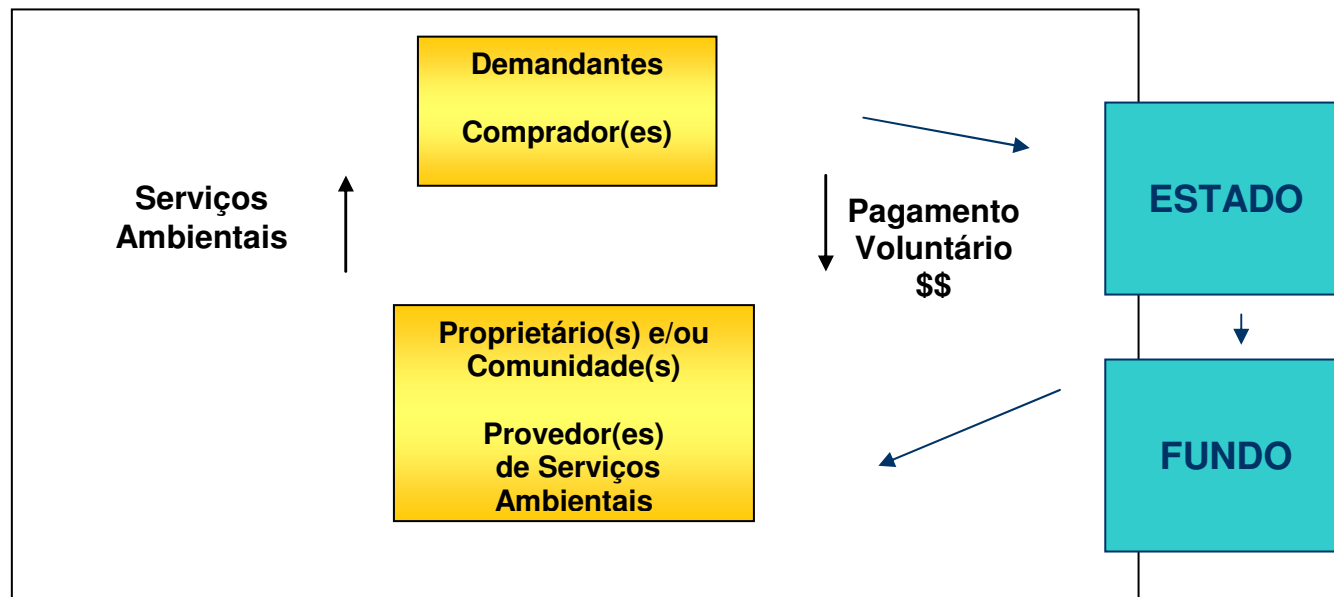 Demandantes
Comprador(es)
Serviços
Ambientais
Pagamento
Voluntário
$$
ESTADO
Proprietário(s) e/ou
Comunidade(s)
Provedor(es)
de Serviços
Ambientais
FUNDO